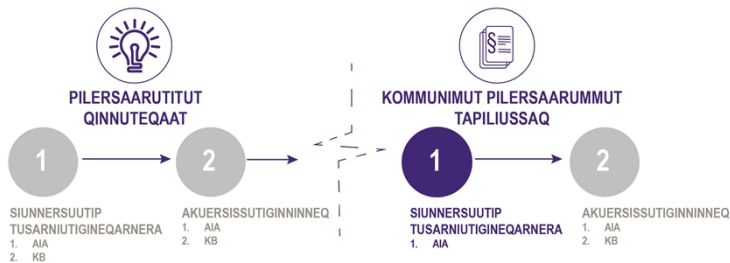 PILERSAARUTITUT
QINNUTEQAAT
1
2
SIUNNERSUUTIP
TUSARNIUTIGINEQARNERA
1. AIA
2. KB
AKUERSISSUTIGINNINNEQ
1. AIA
2. KB
§
KOMMUNIMUT PILERSAARUMMUT
TAPILIUSSAQ
1
2
SIUNNERSUUTIP
TUSARNIUTIGINEQARNERA
1. AIA
AKUERSISSUTIGINNINNEQ
1. AIA
2. KB